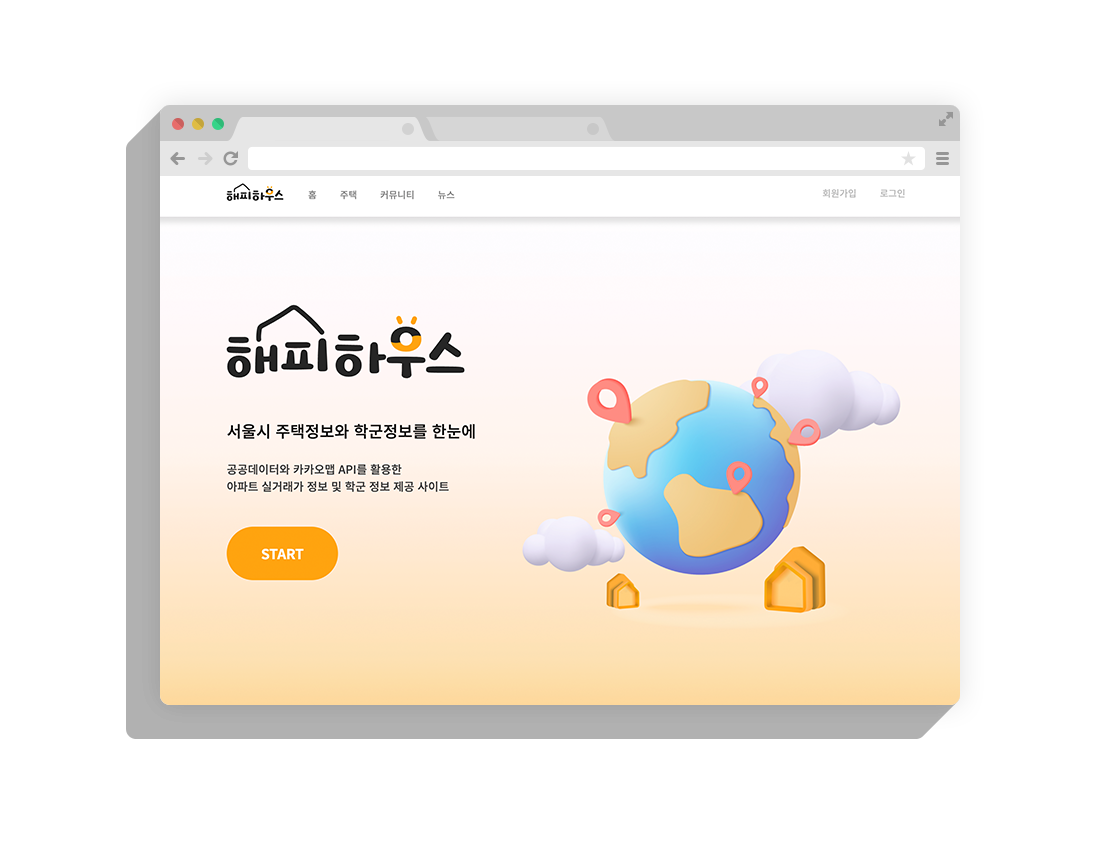 해피하우스 홈 주택 커뮤니티 뉴스 회원가입 로그인
해피하우스
서울시 주택정보와 학군정보를 한눈에
공공데이터와 카카오맵 API를 활용한
아파트 실거래가 정보 및 학군 정보 제공 사이트
START